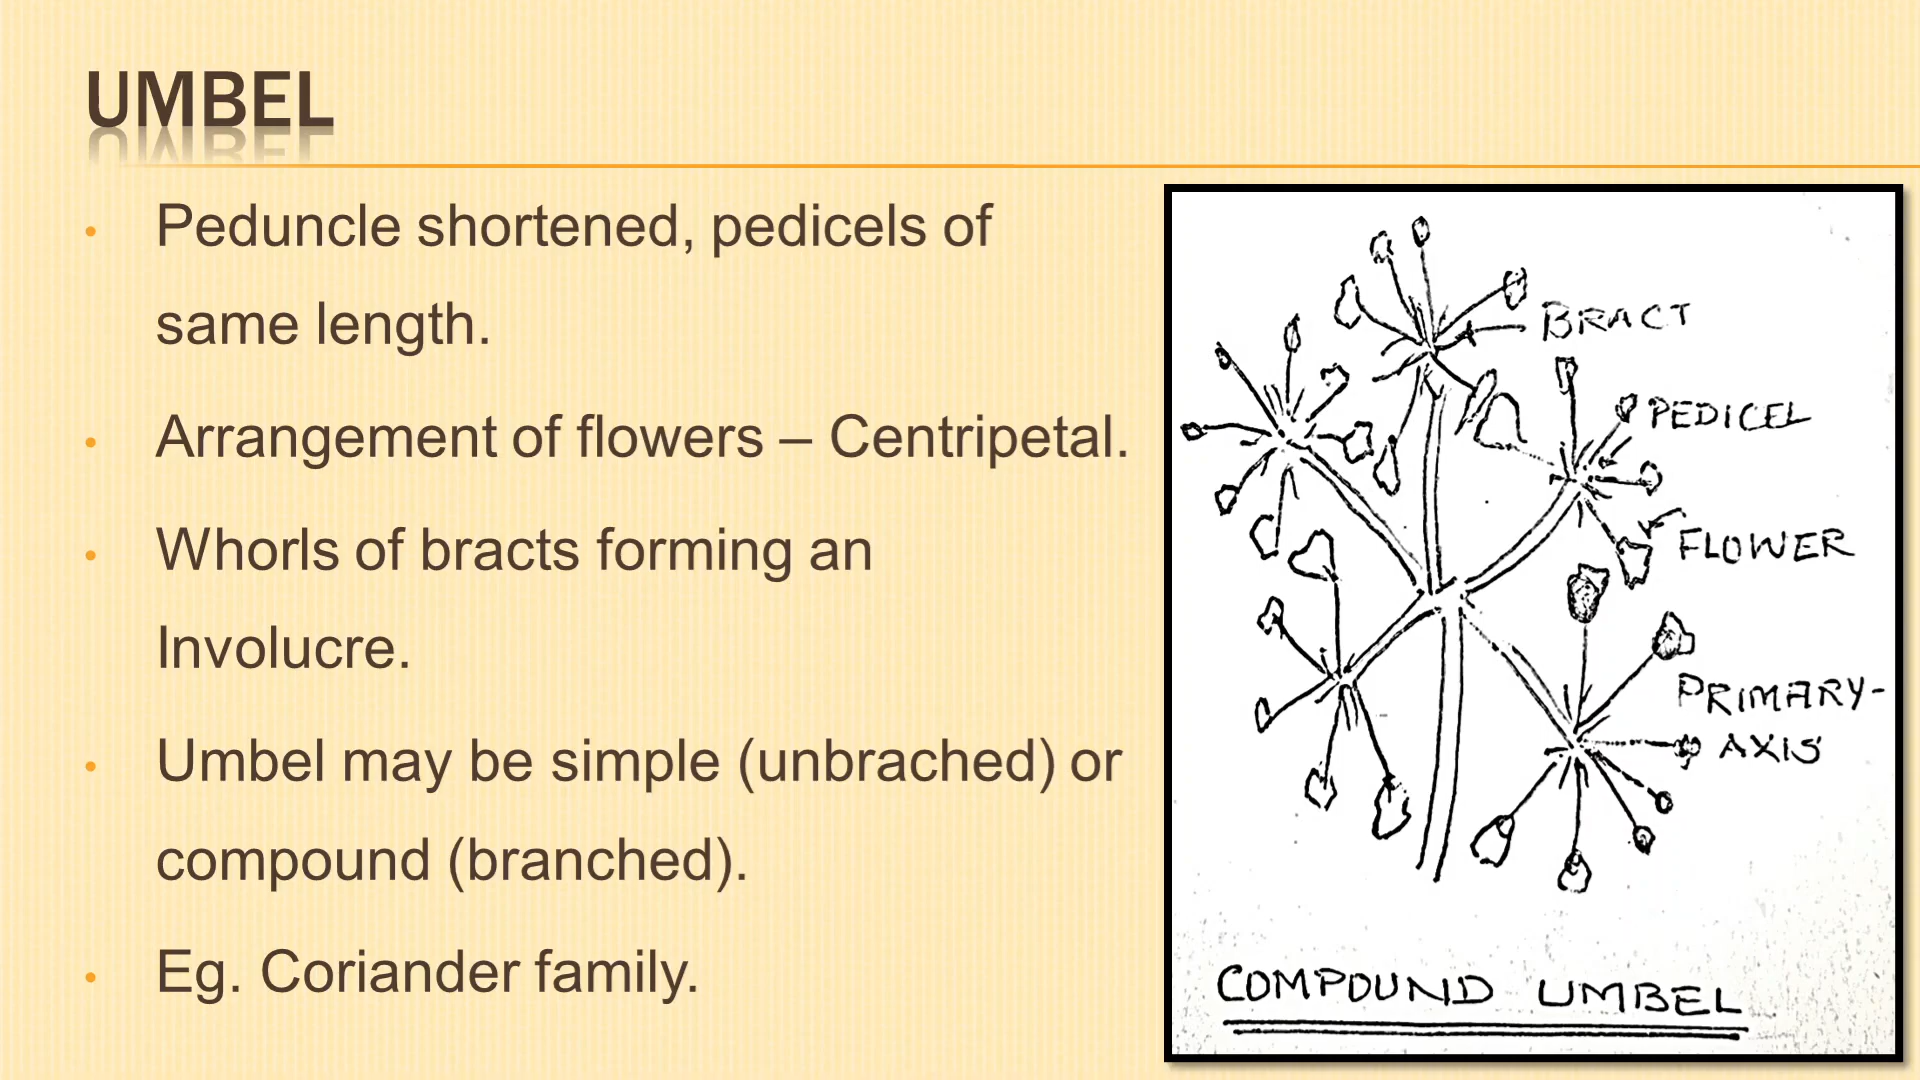 UMBEL
• Peduncle shortened, pedicels of
same length.
• Arrangement of flowers – Centripetal.
• Whorls of bracts forming an
Involucre.
• Umbel may be simple (unbrached) or
compound (branched).
• Eg. Coriander family.
BRACT
PEDICEL
FLOWER
PRIMARY-
AXIS
COMPOUND UMBEL